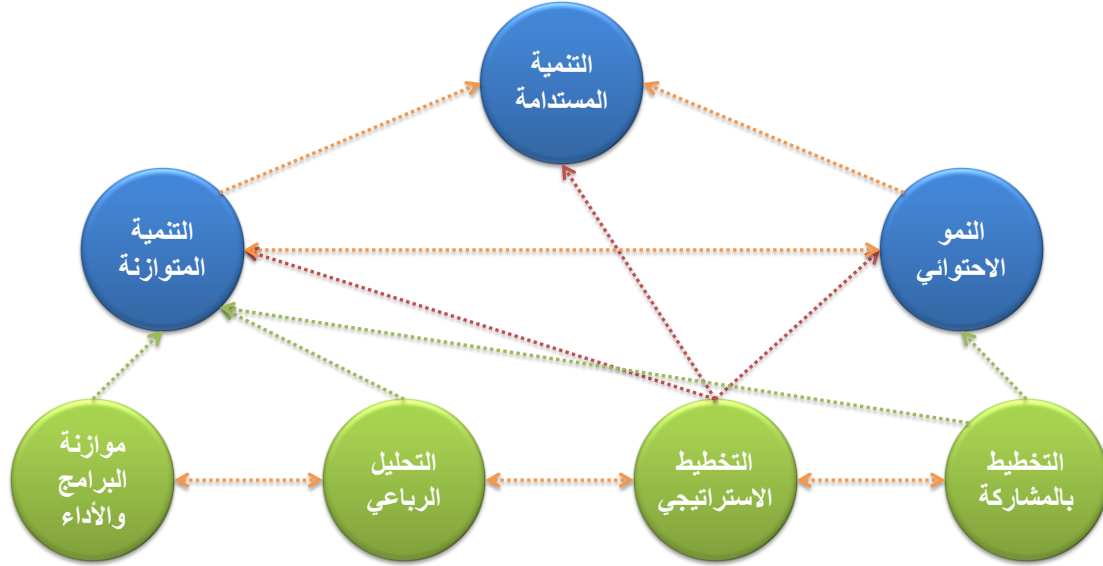 التنمية
المستدامة
النمو
الاحتوائي
التنمية
المتوازنة
التخطيط
بالمشاركة
التخطيط
الاستراتيجي
التحليل
الرباعي
موازنة
البرامج
والأداء